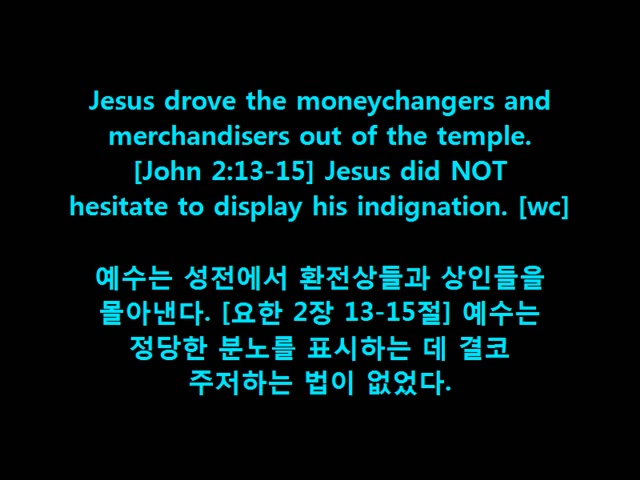 Jesus drove the moneychangers and
merchandisers out of the temple.
[John 2:13-15] Jesus did NOT
hesitate to display his indignation. [wc]
예수는 성전에서 환전상들과 상인들을
몰아낸다. [요한 2장 13-15절] 예수는
정당한 분노를 표시하는 데 결코
주저하는 법이 없었다.